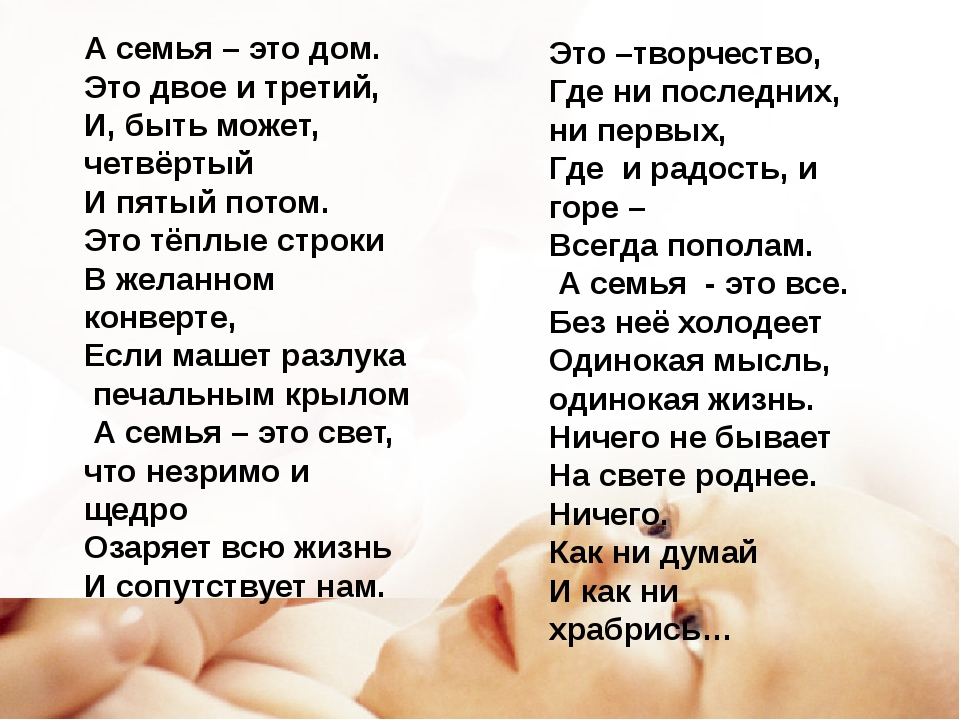 А семья – это дом.
Это двое и третий,
И, быть может,
четвёртый
И пятый потом.
Это тёплые строки
В желанном
конверте,
Если машет разлука
печальным крылом
А семья – это свет,
что незримо и
щедро
Озаряет всю жизнь
И сопутствует нам.
Это –творчество,
Где ни последних,
ни первых,
Где  и радость, и
горе –
Всегда пополам.
А семья  - это все.
Без неё холодеет
Одинокая мысль,
одинокая жизнь.
Ничего не бывает
На свете роднее.
Ничего.
Как ни думай
И как ни
храбрись…